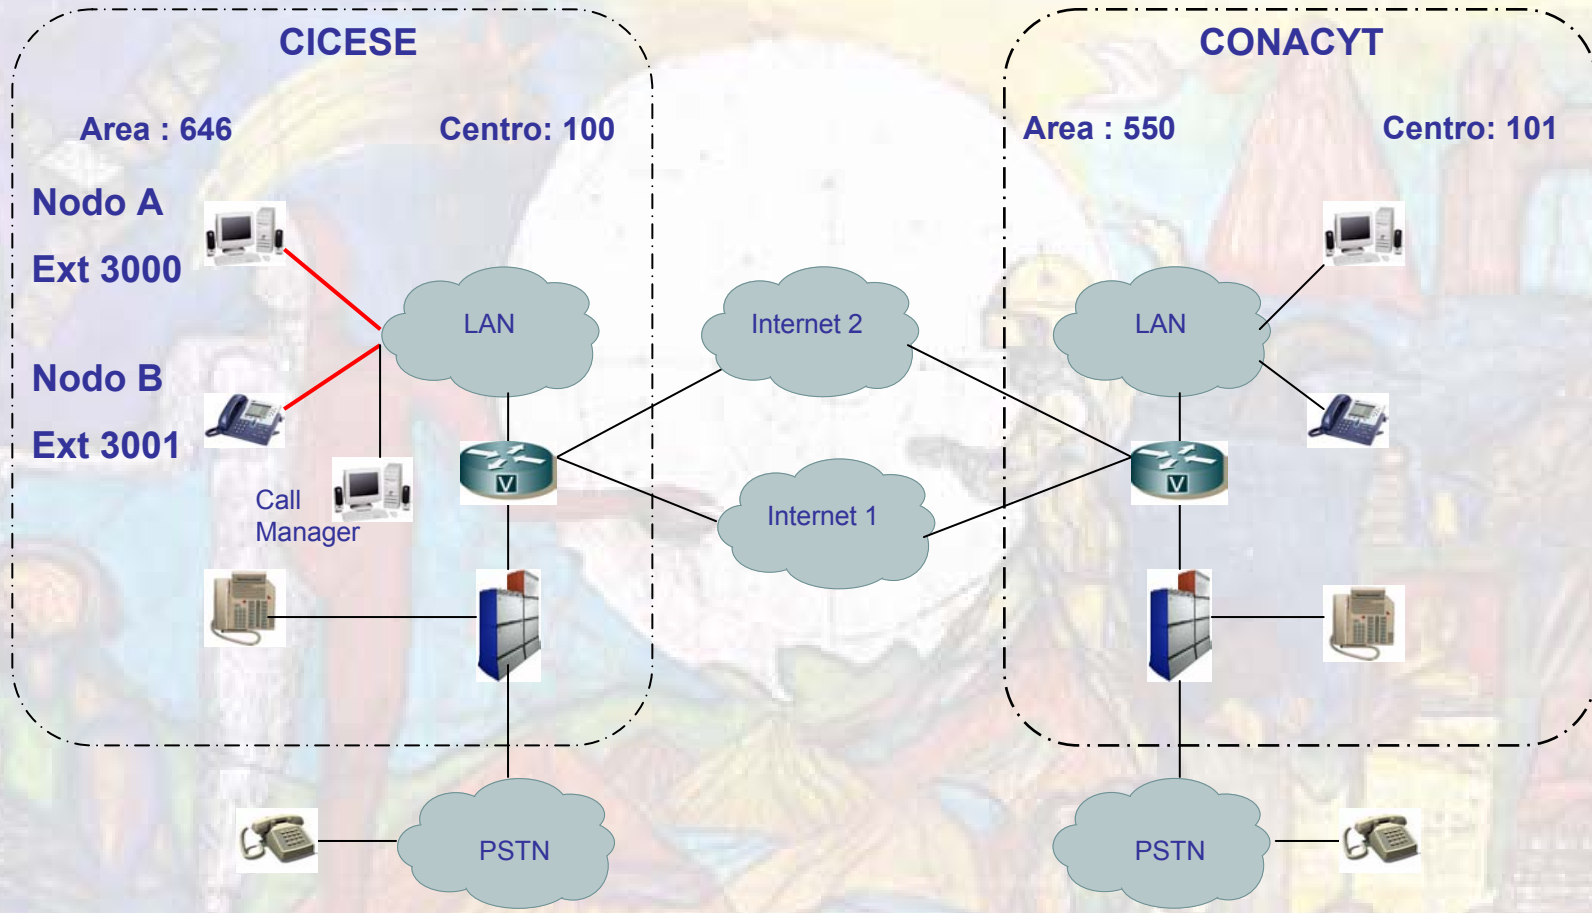 CICESE
CONACYT
Area : 646
Centro: 100
Area : 550
Centro: 101
Nodo A
Ext 3000
LAN
Internet 2
LAN
Nodo B
Ext 3001
V
V
Call
Manager
Internet 1
PSTN
PSTN